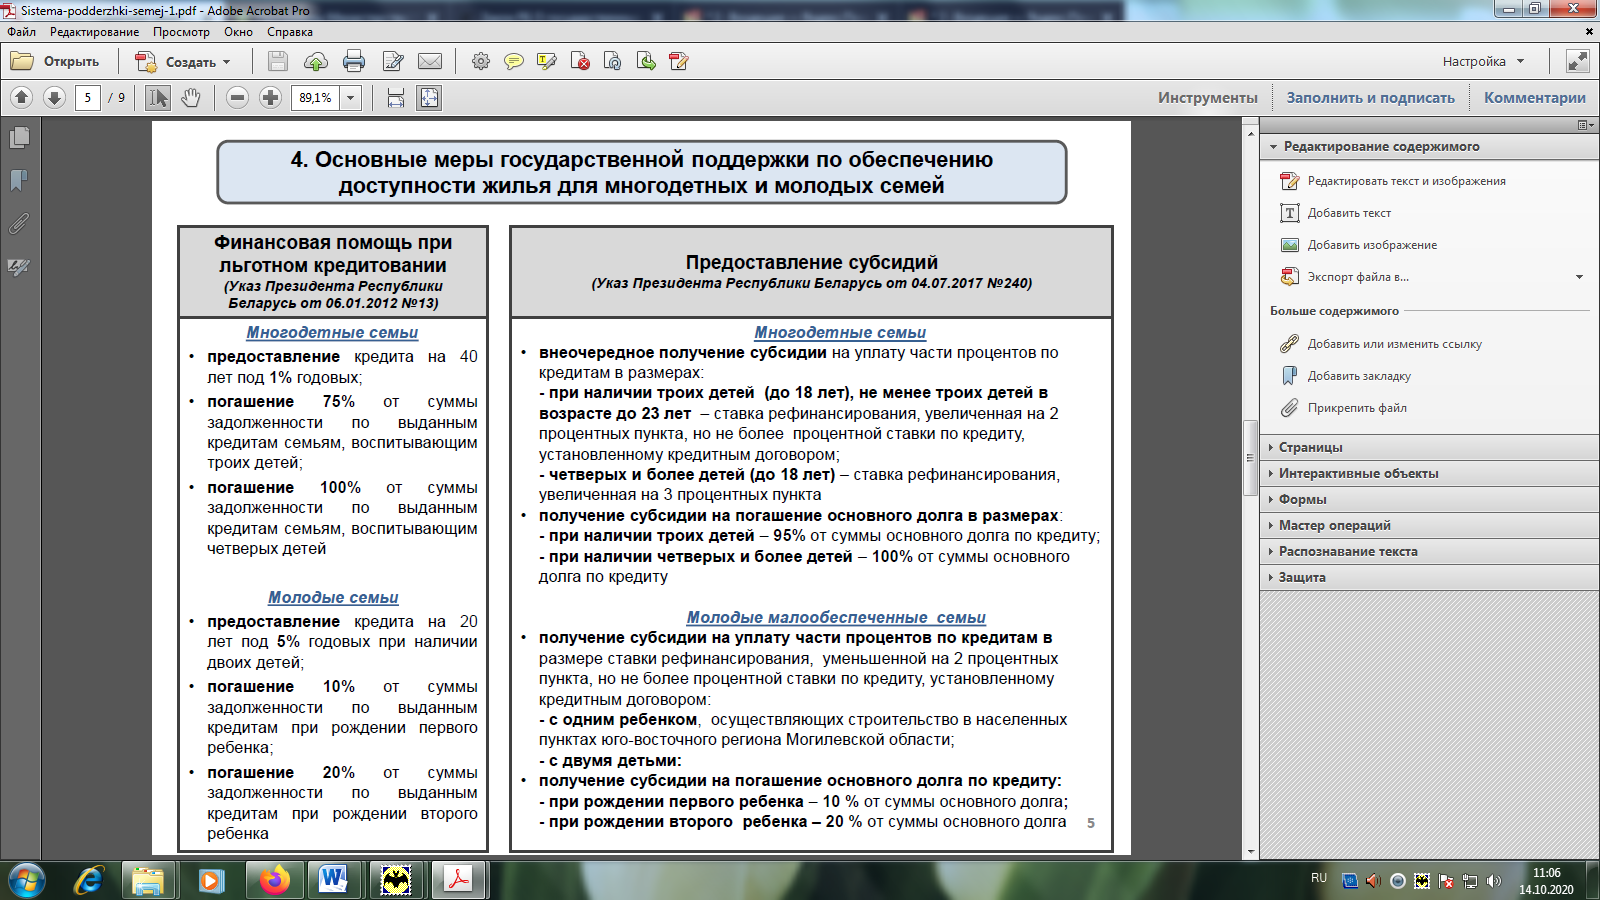 Sistema-podderzhki-semej-1.pdf - Adobe Acrobat Pro
Файл Редактирование Просмотр Окно Справка
Открыть Создать Настройка
5 / 9 89,1% Инструменты Заполнить и подписать Комментарии
4. Основные меры государственной поддержки по обеспечению
доступности жилья для многодетных и молодых семей
Финансовая помощь при
льготном кредитовании
(Указ Президента Республики
Беларусь от 06.01.2012 №13)
Многодетные семьи
• предоставление кредита на 40
лет под 1% годовых;
• погашение 75% от суммы
задолженности по выданным
кредитам семьям, воспитывающим
троих детей;
• погашение 100% от суммы
задолженности по выданным
кредитам семьям, воспитывающим
четверых детей
Молодые семьи
• предоставление кредита на 20
лет под 5% годовых при наличии
двоих детей;
• погашение 10% от суммы
задолженности по выданным
кредитам при рождении первого
ребенка;
• погашение 20% от суммы
задолженности по выданным
кредитам при рождении второго
ребенка
Предоставление субсидий
(Указ Президента Республики Беларусь от 04.07.2017 №240)
Многодетные семьи
• внеочередное получение субсидии на уплату части процентов по
кредитам в размерах:
- при наличии троих детей (до 18 лет), не менее троих детей в
возрасте до 23 лет – ставка рефинансирования, увеличенная на 2
процентных пункта, но не более процентной ставки по кредиту,
установленному кредитным договором;
- четверых и более детей (до 18 лет) – ставка рефинансирования,
увеличенная на 3 процентных пункта
• получение субсидии на погашение основного долга в размерах:
- при наличии троих детей – 95% от суммы основного долга по кредиту;
- при наличии четверых и более детей – 100% от суммы основного
долга по кредиту
Молодые малообеспеченные семьи
• получение субсидии на уплату части процентов по кредитам в
размере ставки рефинансирования, уменьшенной на 2 процентных
пункта, но не более процентной ставки по кредиту, установленному
кредитным договором:
- с одним ребенком, осуществляющих строительство в населенных
пунктах юго-восточного региона Могилевской области;
- с двумя детьми:
• получение субсидии на погашение основного долга по кредиту:
- при рождении первого ребенка – 10 % от суммы основного долга;
- при рождении второго ребенка – 20 % от суммы основного долга
5
Редактирование содержимого
Редактировать текст и изображения
Добавить текст
Добавить изображение
Экспорт файла в...
Больше содержимого
Добавить или изменить ссылку
Добавить закладку
Прикрепить файл
Страницы
Интерактивные объекты
Формы
Мастер операций
Распознавание текста
Защита
RU
11:06
14.10.2020